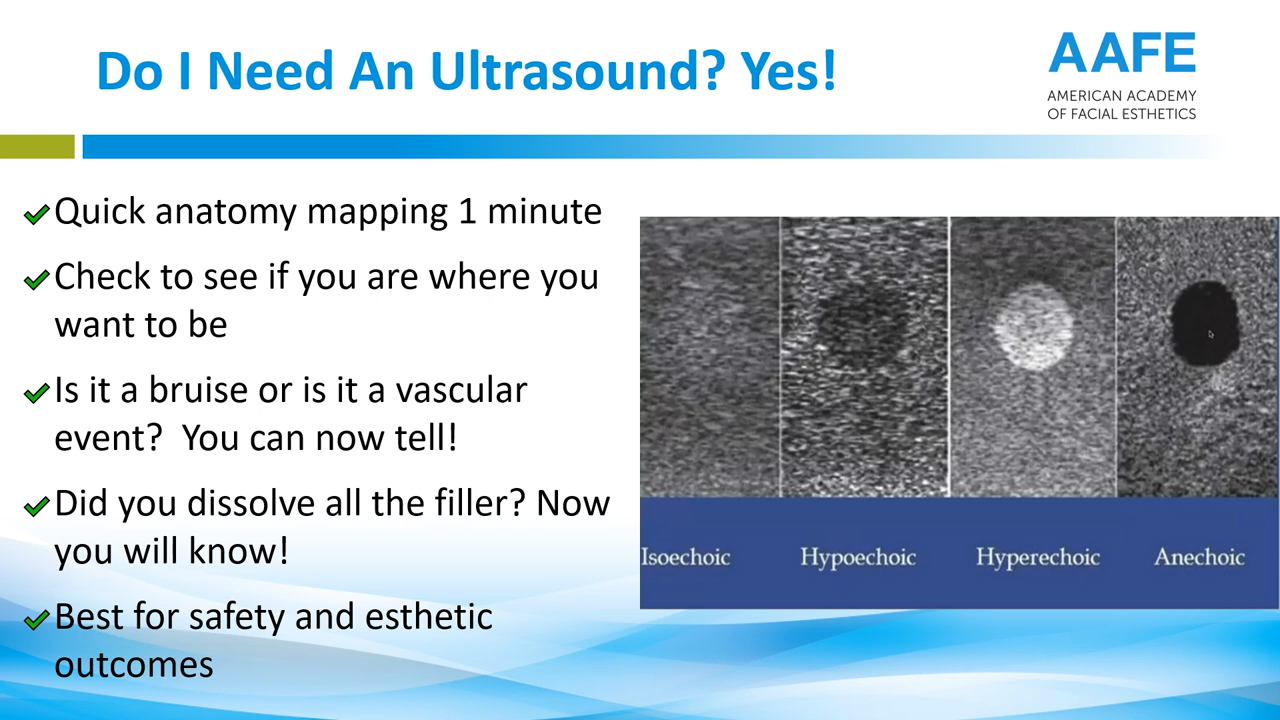 Do I Need An Ultrasound? Yes!
AAFE
AMERICAN ACADEMY
OF FACIAL ESTHETICS
Quick anatomy mapping 1 minute
Check to see if you are where you
want to be
Is it a bruise or is it a vascular
event?  You can now tell!
Did you dissolve all the filler? Now
you will know!
Best for safety and esthetic
outcomes
Isoechoic
Hypoechoic
Hyperechoic
Anechoic